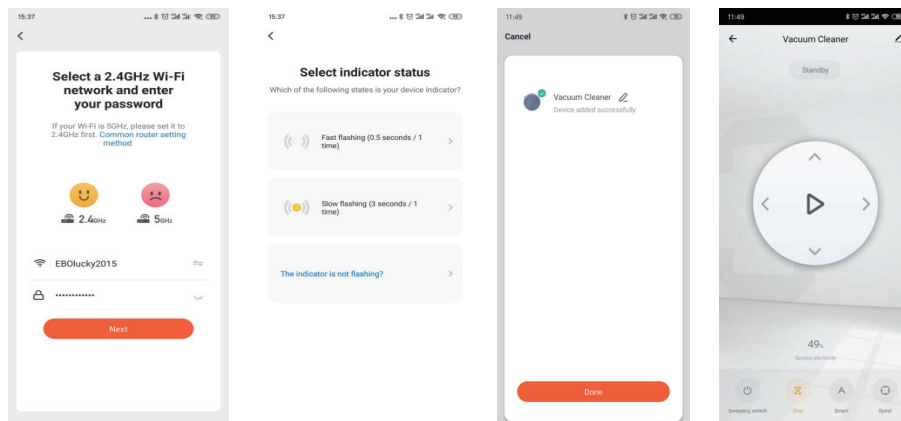 15:37
Select a 2.4GHz Wi-Fi
network and enter
your password
If your Wi-Fi is 5GHz, please set it to
2.4GHz first. Common router setting
method
2.4GHz
5GHz
EBOlucky2015
••••••••••••
Next
15:37
Select indicator status
Which of the following states is your device indicator?
Fast flashing (0.5 seconds / 1
time)
Slow flashing (3 seconds / 1
time)
The indicator is not flashing?
11:49
Cancel
Vacuum Cleaner
Device added successfully
Done
11:49
Vacuum Cleaner
Standby
49%
Surplus electricity
Sweeping switch
Stop
Smart
Spiral